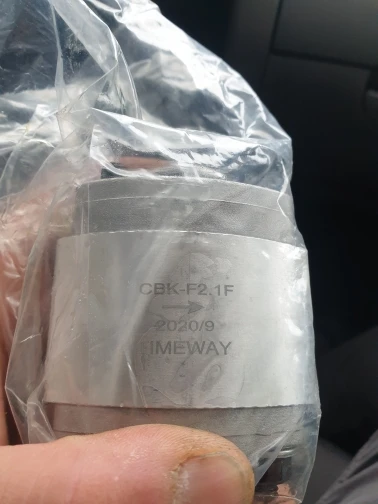 CBK-F2.1F
→
2020/9
IMEWAY